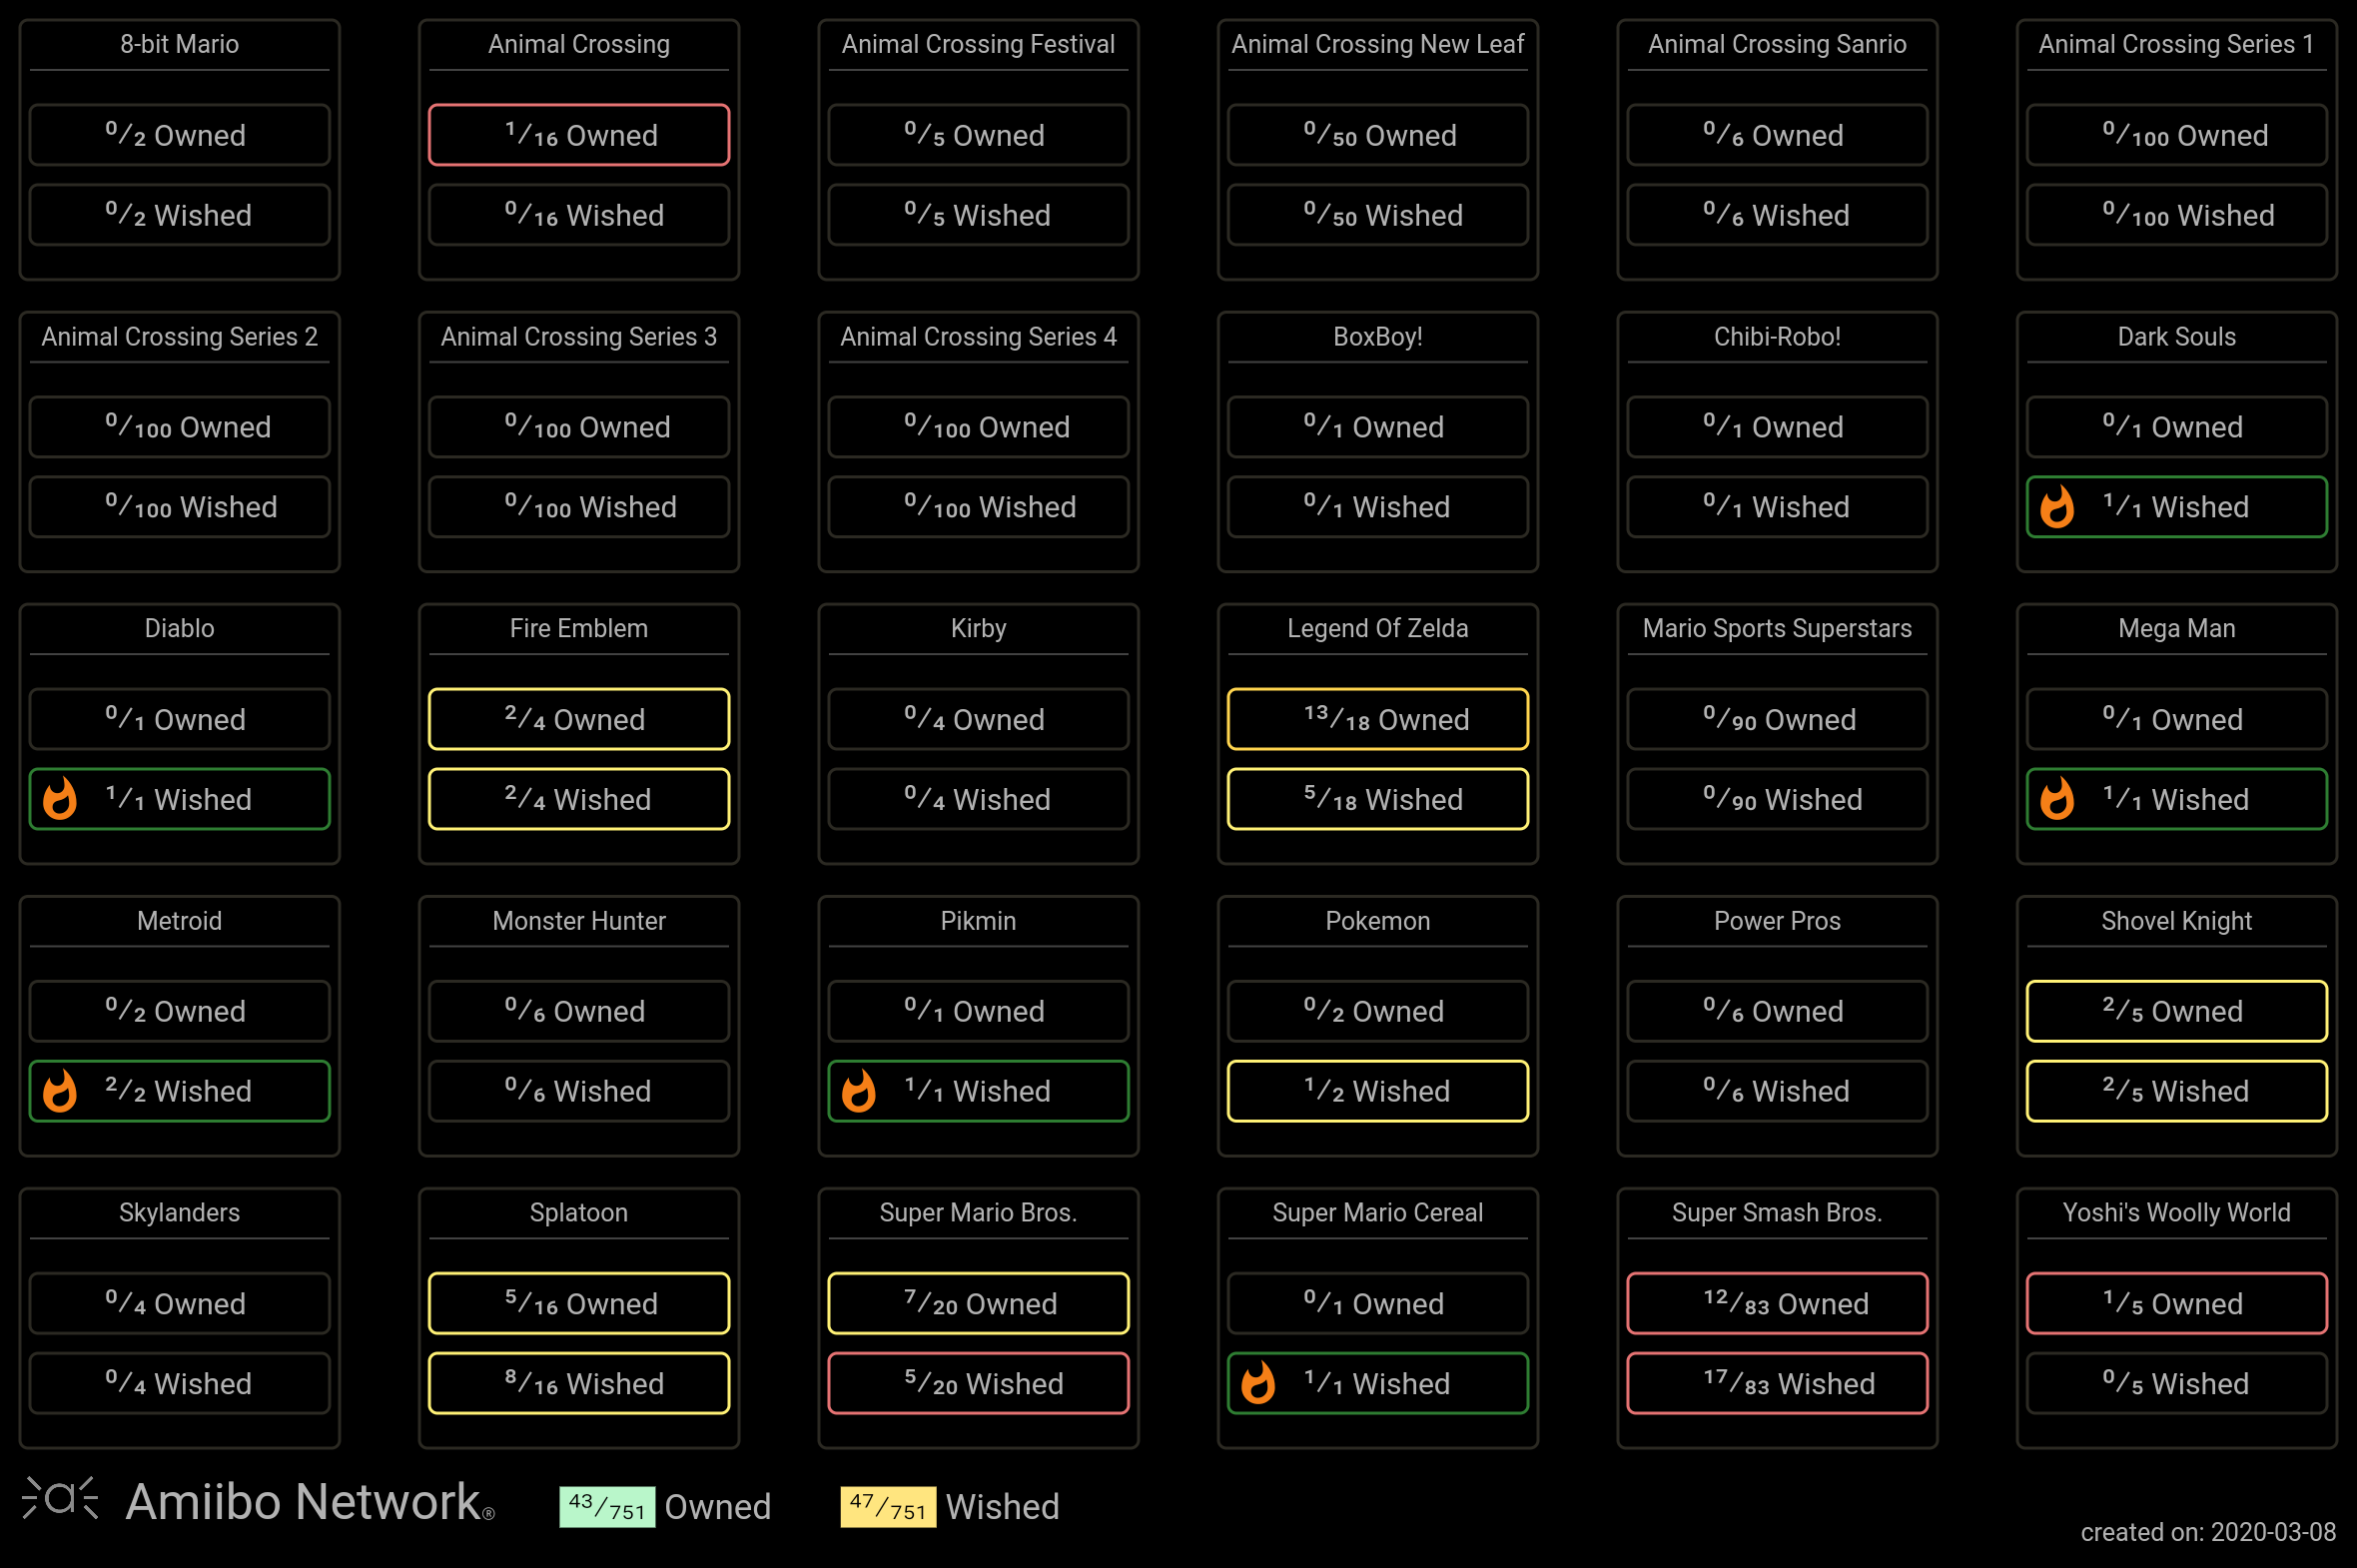 8-bit Mario
0/2 Owned
0/2 Wished
Animal Crossing
1/16 Owned
0/16 Wished
Animal Crossing Festival
0/5 Owned
0/5 Wished
Animal Crossing New Leaf
0/50 Owned
0/50 Wished
Animal Crossing Sanrio
0/6 Owned
0/6 Wished
Animal Crossing Series 1
0/100 Owned
0/100 Wished
Animal Crossing Series 2
0/100 Owned
0/100 Wished
Animal Crossing Series 3
0/100 Owned
0/100 Wished
Animal Crossing Series 4
0/100 Owned
0/100 Wished
BoxBoy!
0/1 Owned
0/1 Wished
Chibi-Robo!
0/1 Owned
0/1 Wished
Dark Souls
0/1 Owned
1/1 Wished
Diablo
0/1 Owned
1/1 Wished
Fire Emblem
2/4 Owned
2/4 Wished
Kirby
0/4 Owned
0/4 Wished
Legend Of Zelda
13/18 Owned
5/18 Wished
Mario Sports Superstars
0/90 Owned
0/90 Wished
Mega Man
0/1 Owned
1/1 Wished
Metroid
0/2 Owned
2/2 Wished
Monster Hunter
0/6 Owned
0/6 Wished
Pikmin
0/1 Owned
1/1 Wished
Pokemon
0/2 Owned
1/2 Wished
Power Pros
0/6 Owned
0/6 Wished
Shovel Knight
2/5 Owned
2/5 Wished
Skylanders
0/4 Owned
0/4 Wished
Splatoon
5/16 Owned
8/16 Wished
Super Mario Bros.
7/20 Owned
5/20 Wished
Super Mario Cereal
0/1 Owned
1/1 Wished
Super Smash Bros.
12/83 Owned
17/83 Wished
Yoshi's Woolly World
1/5 Owned
0/5 Wished
Amiibo Network®
43/751 Owned
47/751 Wished
created on: 2020-03-08